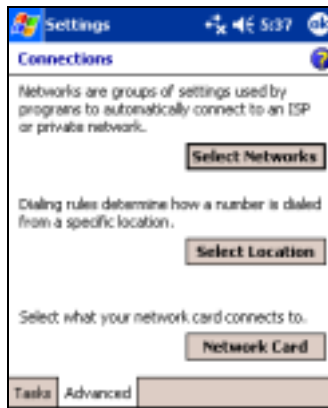 Settings 5:37 ok
Connections ?
Networks are groups of settings used by
programs to automatically connect to an ISP
or private network.
Select Networks
Dialing rules determine how a number is dialed
from a specific location.
Select Location
Select what your network card connects to.
Network Card
Tasks Advanced